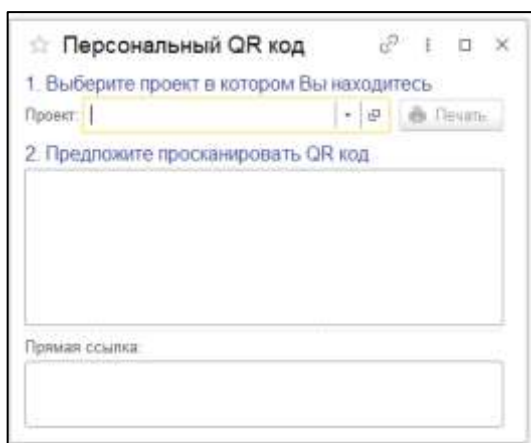 Персональный QR код
1. Выберите проект в котором Вы находитесь
Проект: Печать
2. Предложите просканировать QR код
Прямая ссылка: